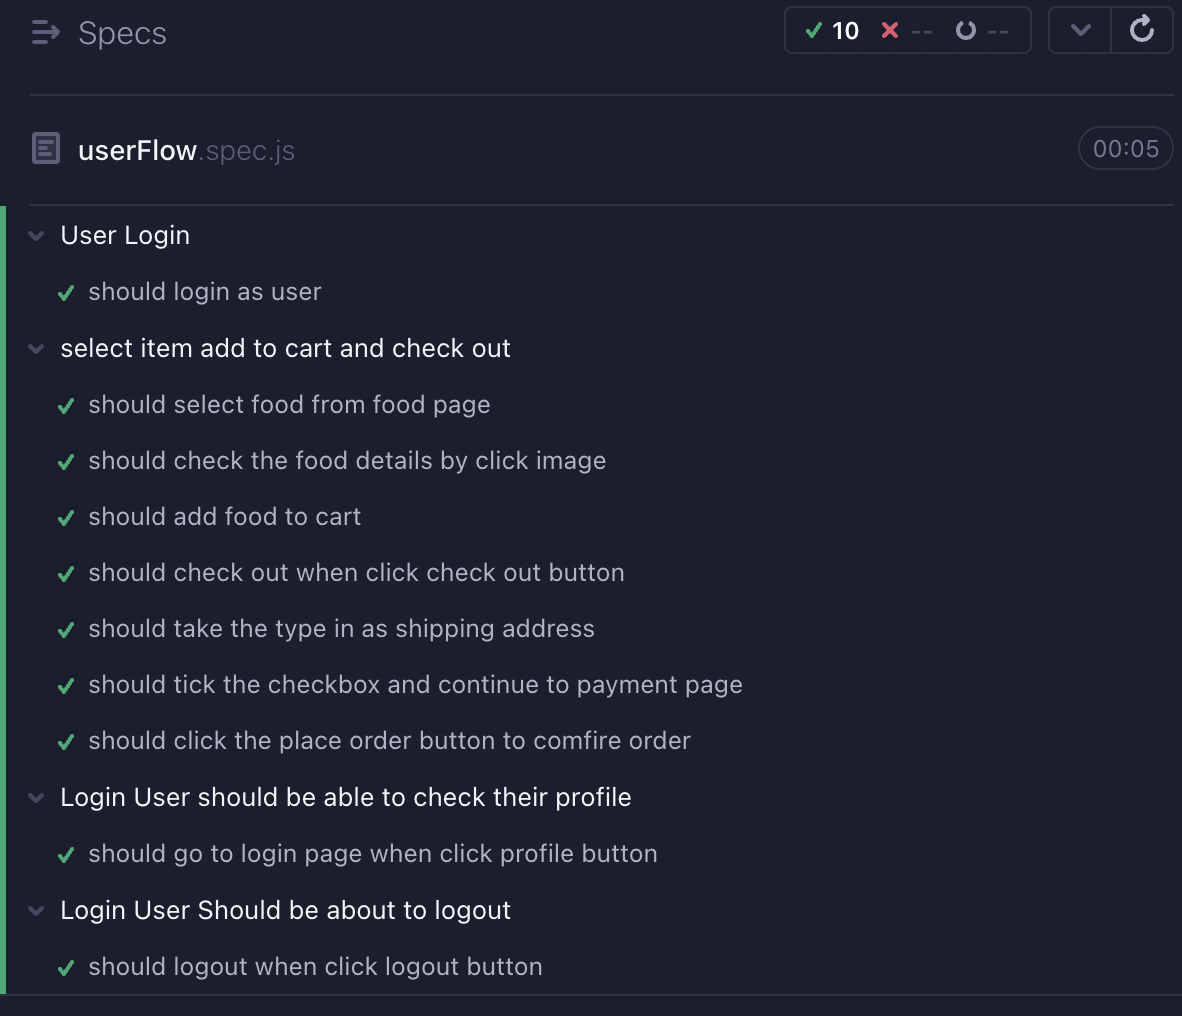 Specs
10 -- --
userFlow.spec.js
00:05
User Login
should login as user
select item add to cart and check out
should select food from food page
should check the food details by click image
should add food to cart
should check out when click check out button
should take the type in as shipping address
should tick the checkbox and continue to payment page
should click the place order button to comfire order
Login User should be able to check their profile
should go to login page when click profile button
Login User Should be about to logout
should logout when click logout button